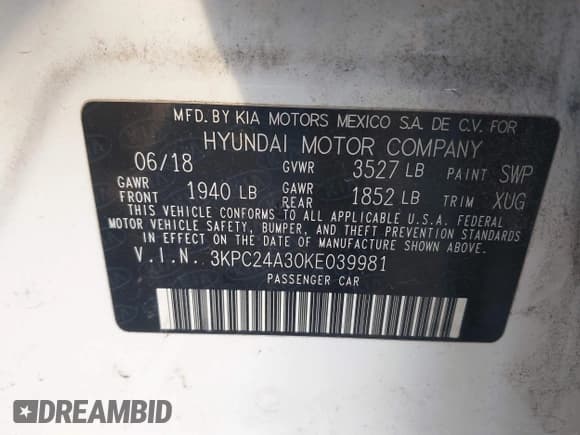 MFD. BY KIA MOTORS MEXICO S.A. DE C.V. FOR
HYUNDAI MOTOR COMPANY
06/18 GVWR 3527 LB PAINT SWP
GAWR FRONT 1940 LB GAWR REAR 1852 LB TRIM XUG
THIS VEHICLE CONFORMS TO ALL APPLICABLE U.S.A. FEDERAL
MOTOR VEHICLE SAFETY, BUMPER, AND THEFT PREVENTION STANDARDS
IN EFFECT ON THE DATE OF MANUFACTURE SHOWN ABOVE.
V.I.N. 3KPC24A30KE039981
PASSENGER CAR
DREAMBID